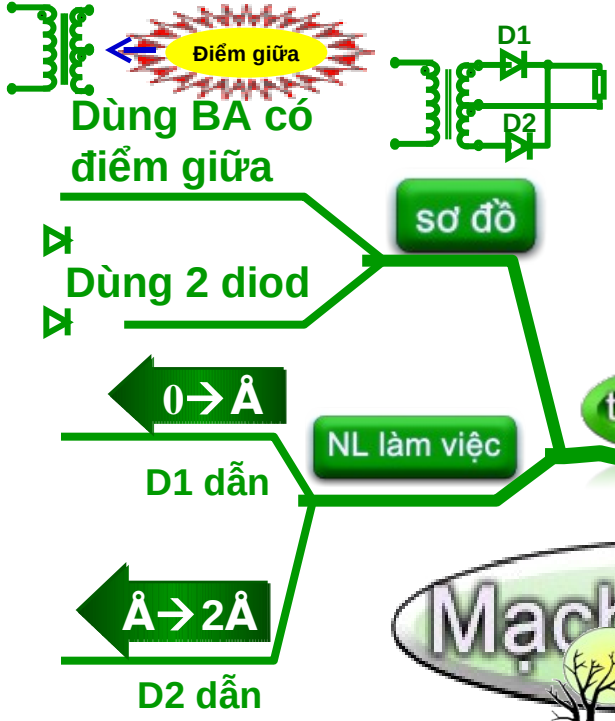 Điểm giữa
D1
D2
Dùng BA có
điểm giữa
sơ đồ
Dùng 2 diod
0→Å
NL làm việc
D1 dẫn
Å→2Å
D2 dẫn